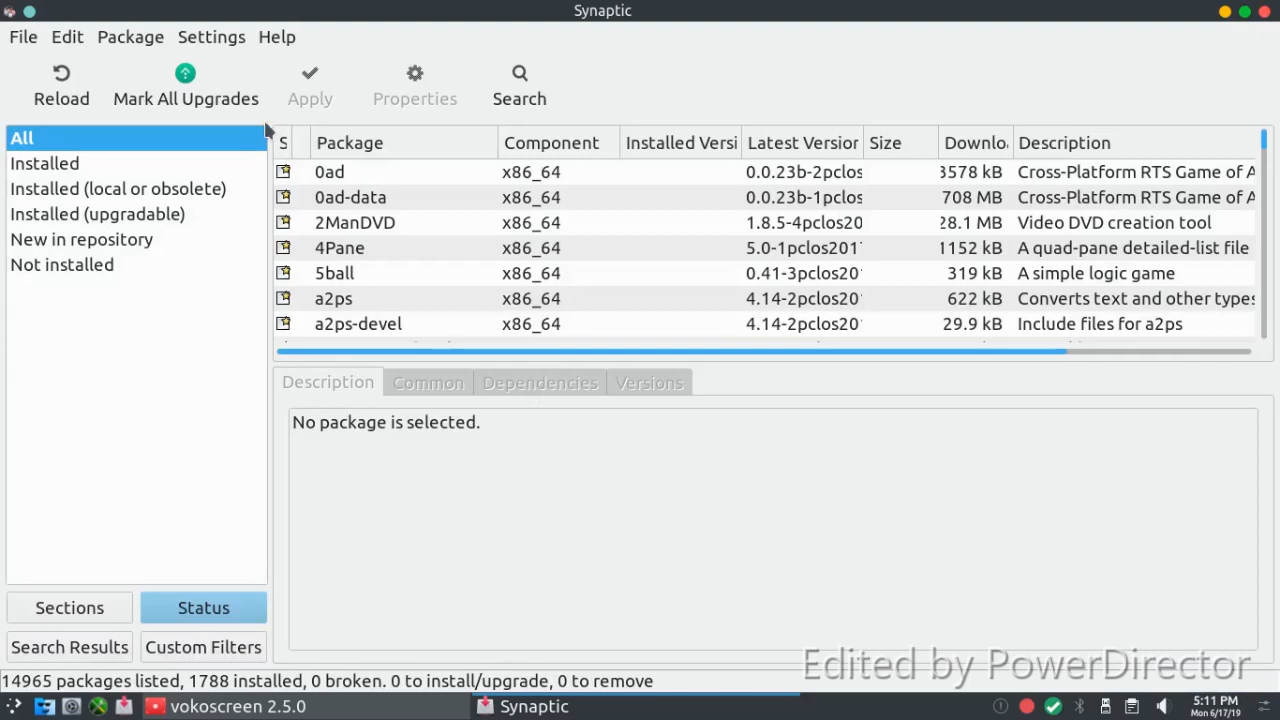 Synaptic
File Edit Package Settings Help
Reload Mark All Upgrades Apply Properties Search
All
Installed
Installed (local or obsolete)
Installed (upgradable)
New in repository
Not installed
S Package Component Installed Versi Latest Version Size Downlo Description
0ad x86_64 0.0.23b-2pclos 3578 kB Cross-Platform RTS Game of A
0ad-data x86_64 0.0.23b-1pclos 708 MB Cross-Platform RTS Game of A
2ManDVD x86_64 1.8.5-4pclos20 28.1 MB Video DVD creation tool
4Pane x86_64 5.0-1pclos201 1152 kB A quad-pane detailed-list file
5ball x86_64 0.41-3pclos20 319 kB A simple logic game
a2ps x86_64 4.14-2pclos20 622 kB Converts text and other types
a2ps-devel x86_64 4.14-2pclos20 29.9 kB Include files for a2ps
Description Common Dependencies Versions
No package is selected.
Sections Status
Search Results Custom Filters
Edited by PowerDirector
14965 packages listed, 1788 installed, 0 broken. 0 to install/upgrade, 0 to remove
vokoscreen 2.5.0 Synaptic 5:11 PM
Mon 6/17/19